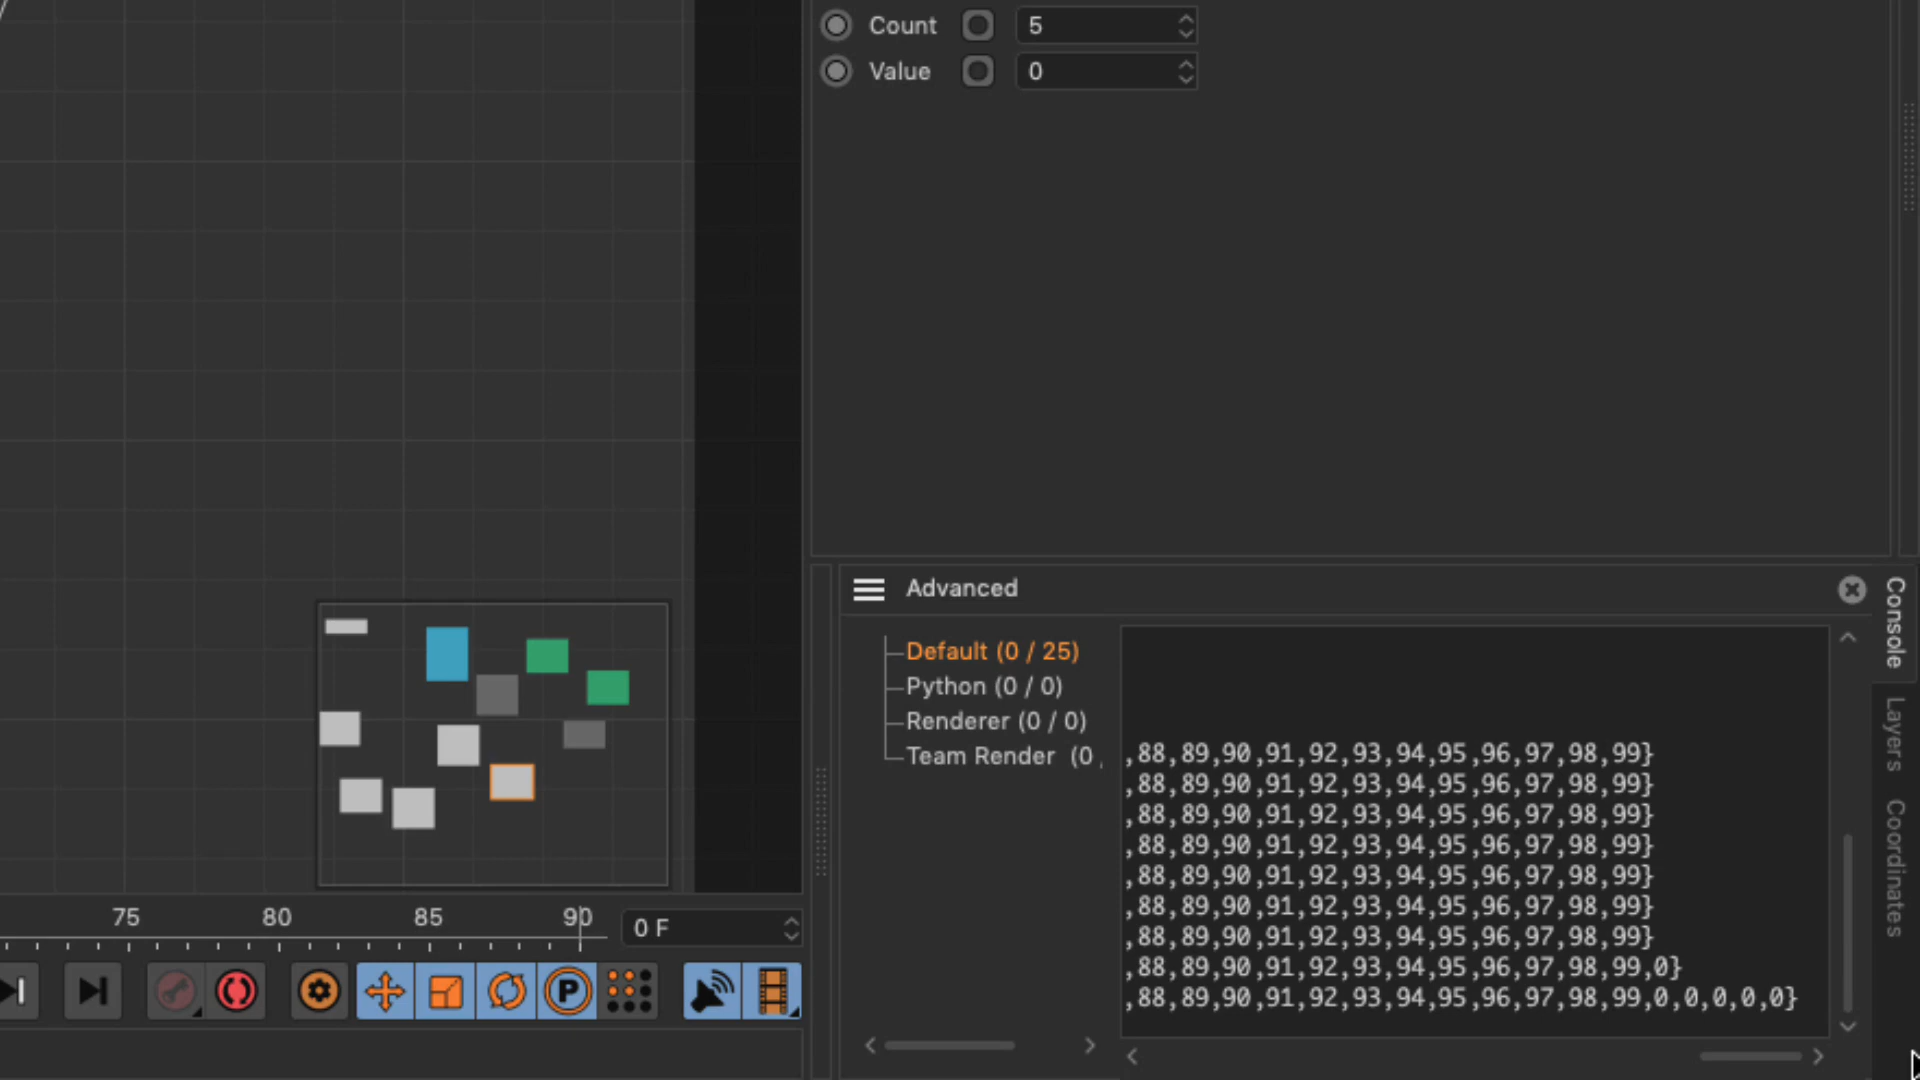 Count 5
Value 0
Advanced
Default (0 / 25)
Python (0 / 0)
Renderer (0 / 0)
Team Render (0
,88,89,90,91,92,93,94,95,96,97,98,99}
,88,89,90,91,92,93,94,95,96,97,98,99}
,88,89,90,91,92,93,94,95,96,97,98,99}
,88,89,90,91,92,93,94,95,96,97,98,99}
,88,89,90,91,92,93,94,95,96,97,98,99}
,88,89,90,91,92,93,94,95,96,97,98,99}
,88,89,90,91,92,93,94,95,96,97,98,99}
,88,89,90,91,92,93,94,95,96,97,98,99,0}
,88,89,90,91,92,93,94,95,96,97,98,99,0,0,0,0,0}
Console
Layers
Coordinates
75 80 85 90 0 F
P